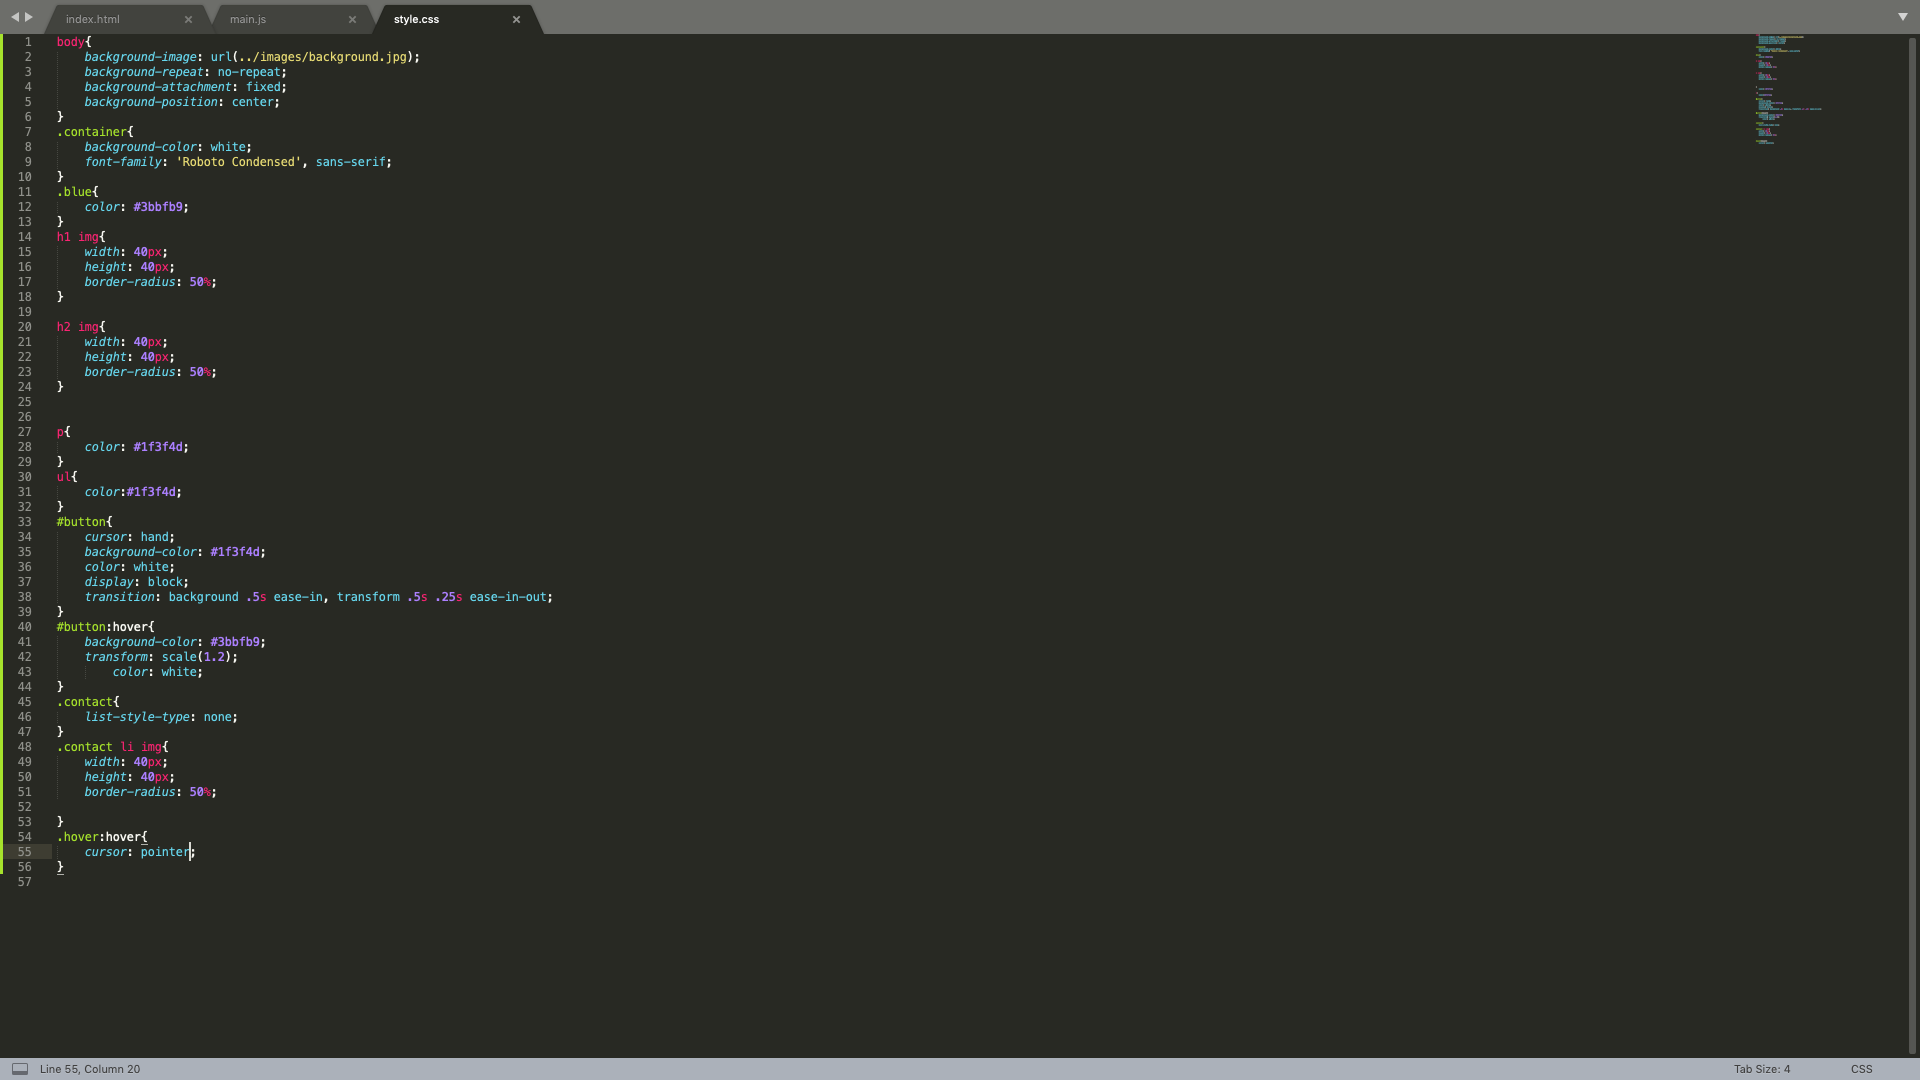 index.html
main.js
style.css
1 body{
2     background-image: url(../images/background.jpg);
3     background-repeat: no-repeat;
4     background-attachment: fixed;
5     background-position: center;
6 }
7 .container{
8     background-color: white;
9     font-family: 'Roboto Condensed', sans-serif;
10 }
11 .blue{
12     color: #3bbfb9;
13 }
14 h1 img{
15     width: 40px;
16     height: 40px;
17     border-radius: 50%;
18 }
19
20 h2 img{
21     width: 40px;
22     height: 40px;
23     border-radius: 50%;
24 }
25
26
27 p{
28     color: #1f3f4d;
29 }
30 ul{
31     color:#1f3f4d;
32 }
33 #button{
34     cursor: hand;
35     background-color: #1f3f4d;
36     color: white;
37     display: block;
38     transition: background .5s ease-in, transform .5s .25s ease-in-out;
39 }
40 #button:hover{
41     background-color: #3bbfb9;
42     transform: scale(1.2);
43         color: white;
44 }
45 .contact{
46     list-style-type: none;
47 }
48 .contact li img{
49     width: 40px;
50     height: 40px;
51     border-radius: 50%;
52
53 }
54 .hover:hover{
55     cursor: pointer;
56 }
57
Line 55, Column 20
Tab Size: 4
CSS